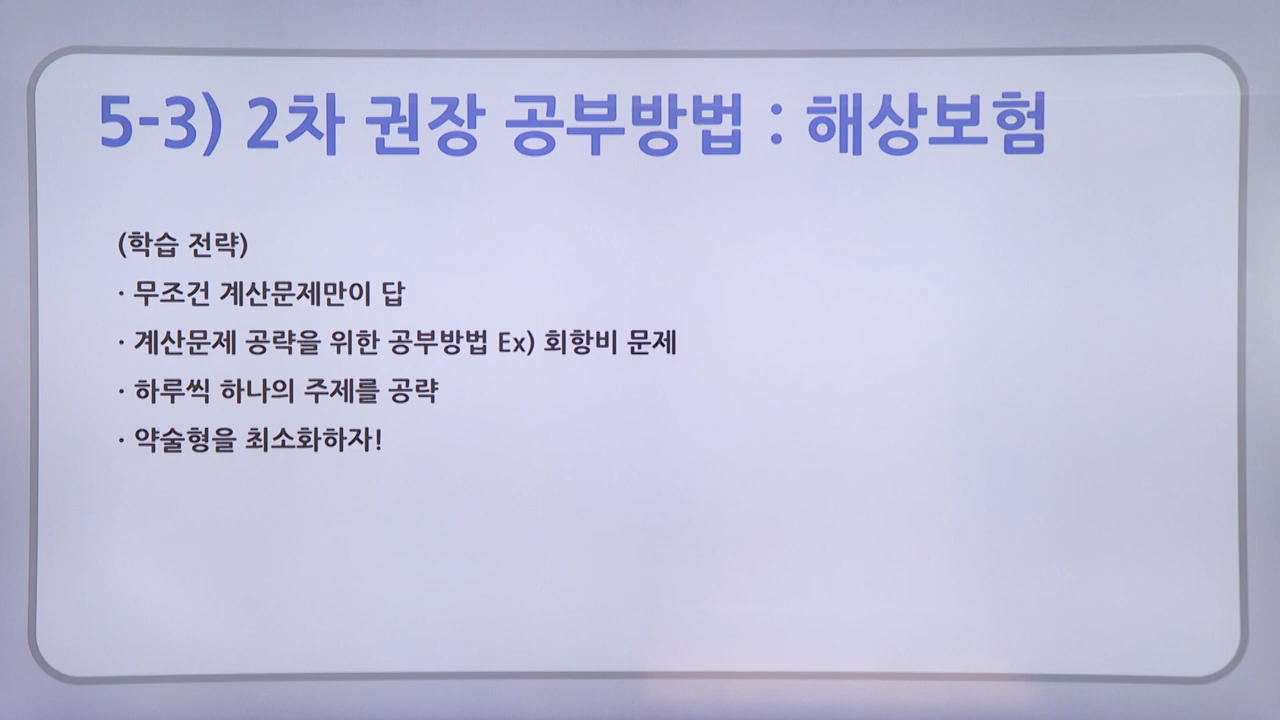 5-3) 2차 권장 공부방법 : 해상보험
(학습 전략)
· 무조건 계산문제만이 답
· 계산문제 공략을 위한 공부방법 Ex) 회항비 문제
· 하루씩 하나의 주제를 공략
· 약술형을 최소화하자!